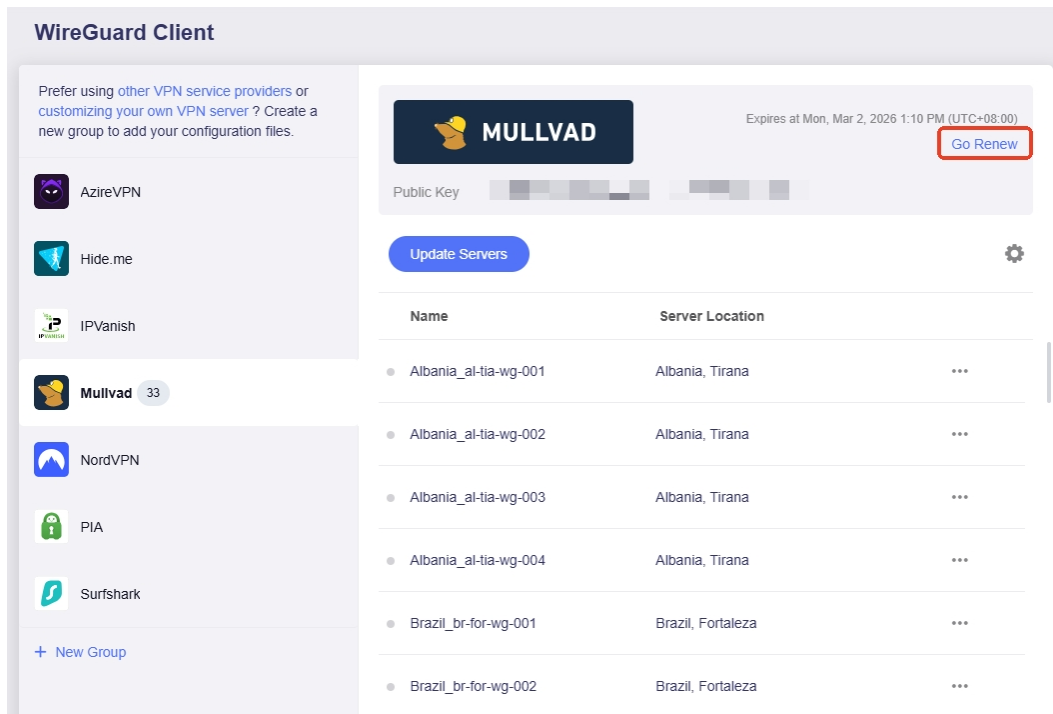 WireGuard Client
Prefer using other VPN service providers or
customizing your own VPN server ? Create a
new group to add your configuration files.
AzireVPN
Hide.me
IPVanish
IPVANISH
Mullvad 33
NordVPN
PIA
Surfshark
+ New Group
MULLVAD
Expires at Mon, Mar 2, 2026 1:10 PM (UTC+08:00)
Go Renew
Public Key
Update Servers
Name Server Location
Albania_al-tia-wg-001 Albania, Tirana
Albania_al-tia-wg-002 Albania, Tirana
Albania_al-tia-wg-003 Albania, Tirana
Albania_al-tia-wg-004 Albania, Tirana
Brazil_br-for-wg-001 Brazil, Fortaleza
Brazil_br-for-wg-002 Brazil, Fortaleza